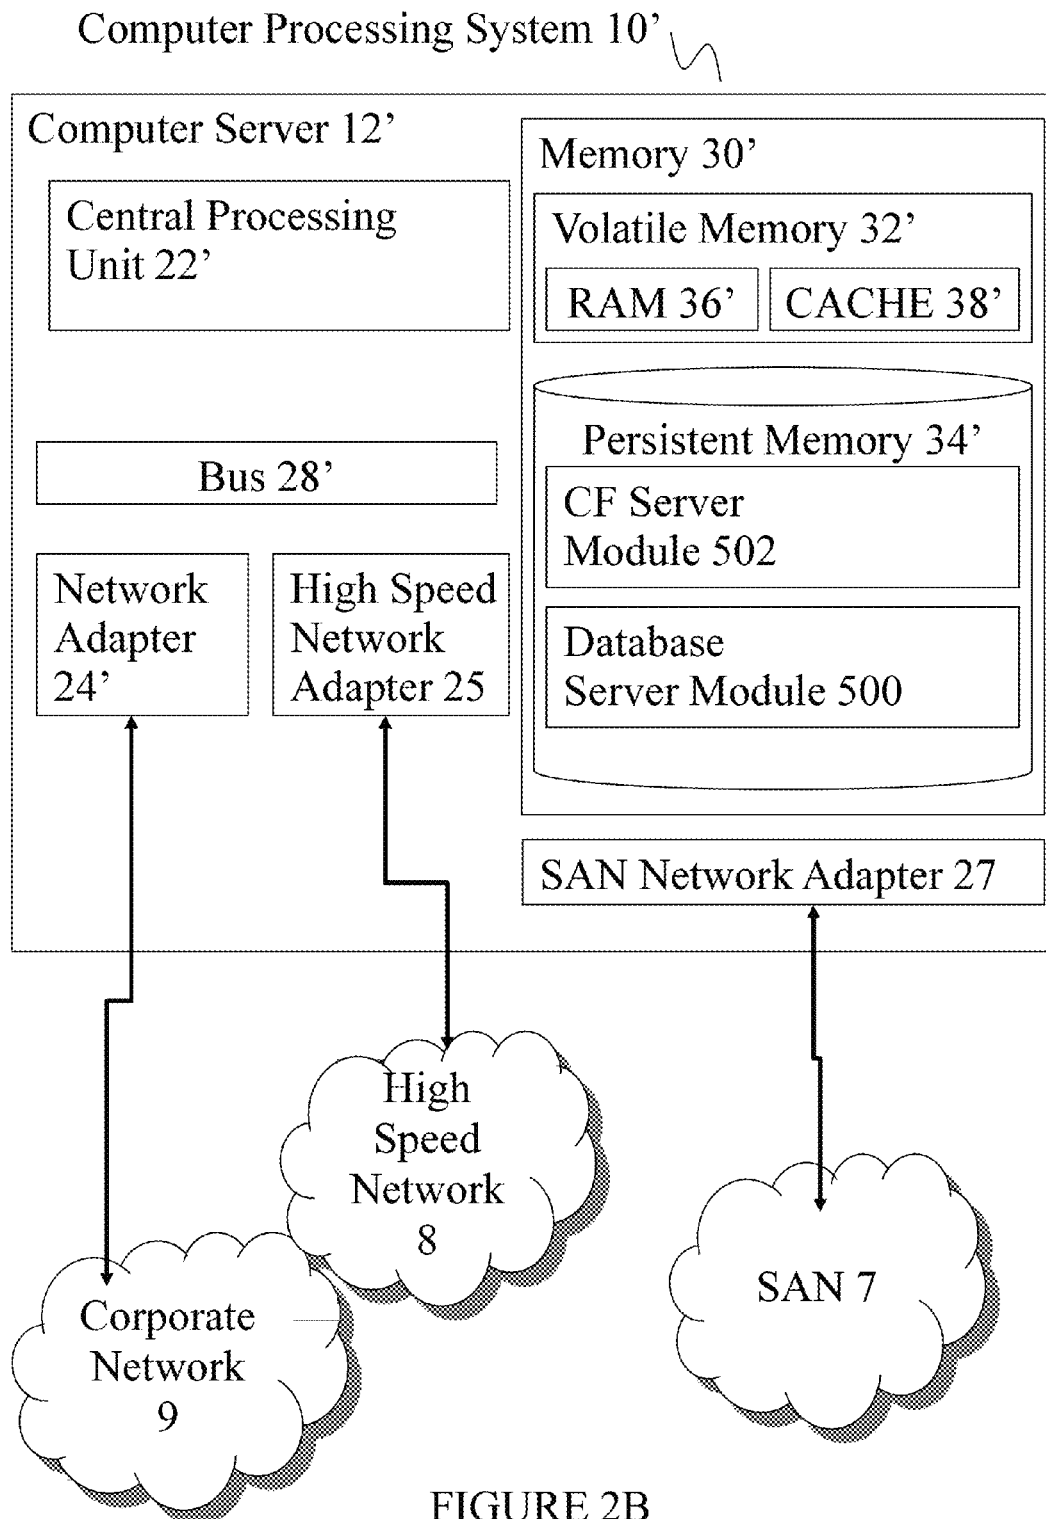 Computer Processing System 10’
Computer Server 12’
Central Processing
Unit 22’
Bus 28’
Network
Adapter
24’
High Speed
Network
Adapter 25
Memory 30’
Volatile Memory 32’
RAM 36’
CACHE 38’
Persistent Memory 34’
CF Server
Module 502
Database
Server Module 500
SAN Network Adapter 27
High
Speed
Network
8
Corporate
Network
9
SAN 7
FIGURE 2B